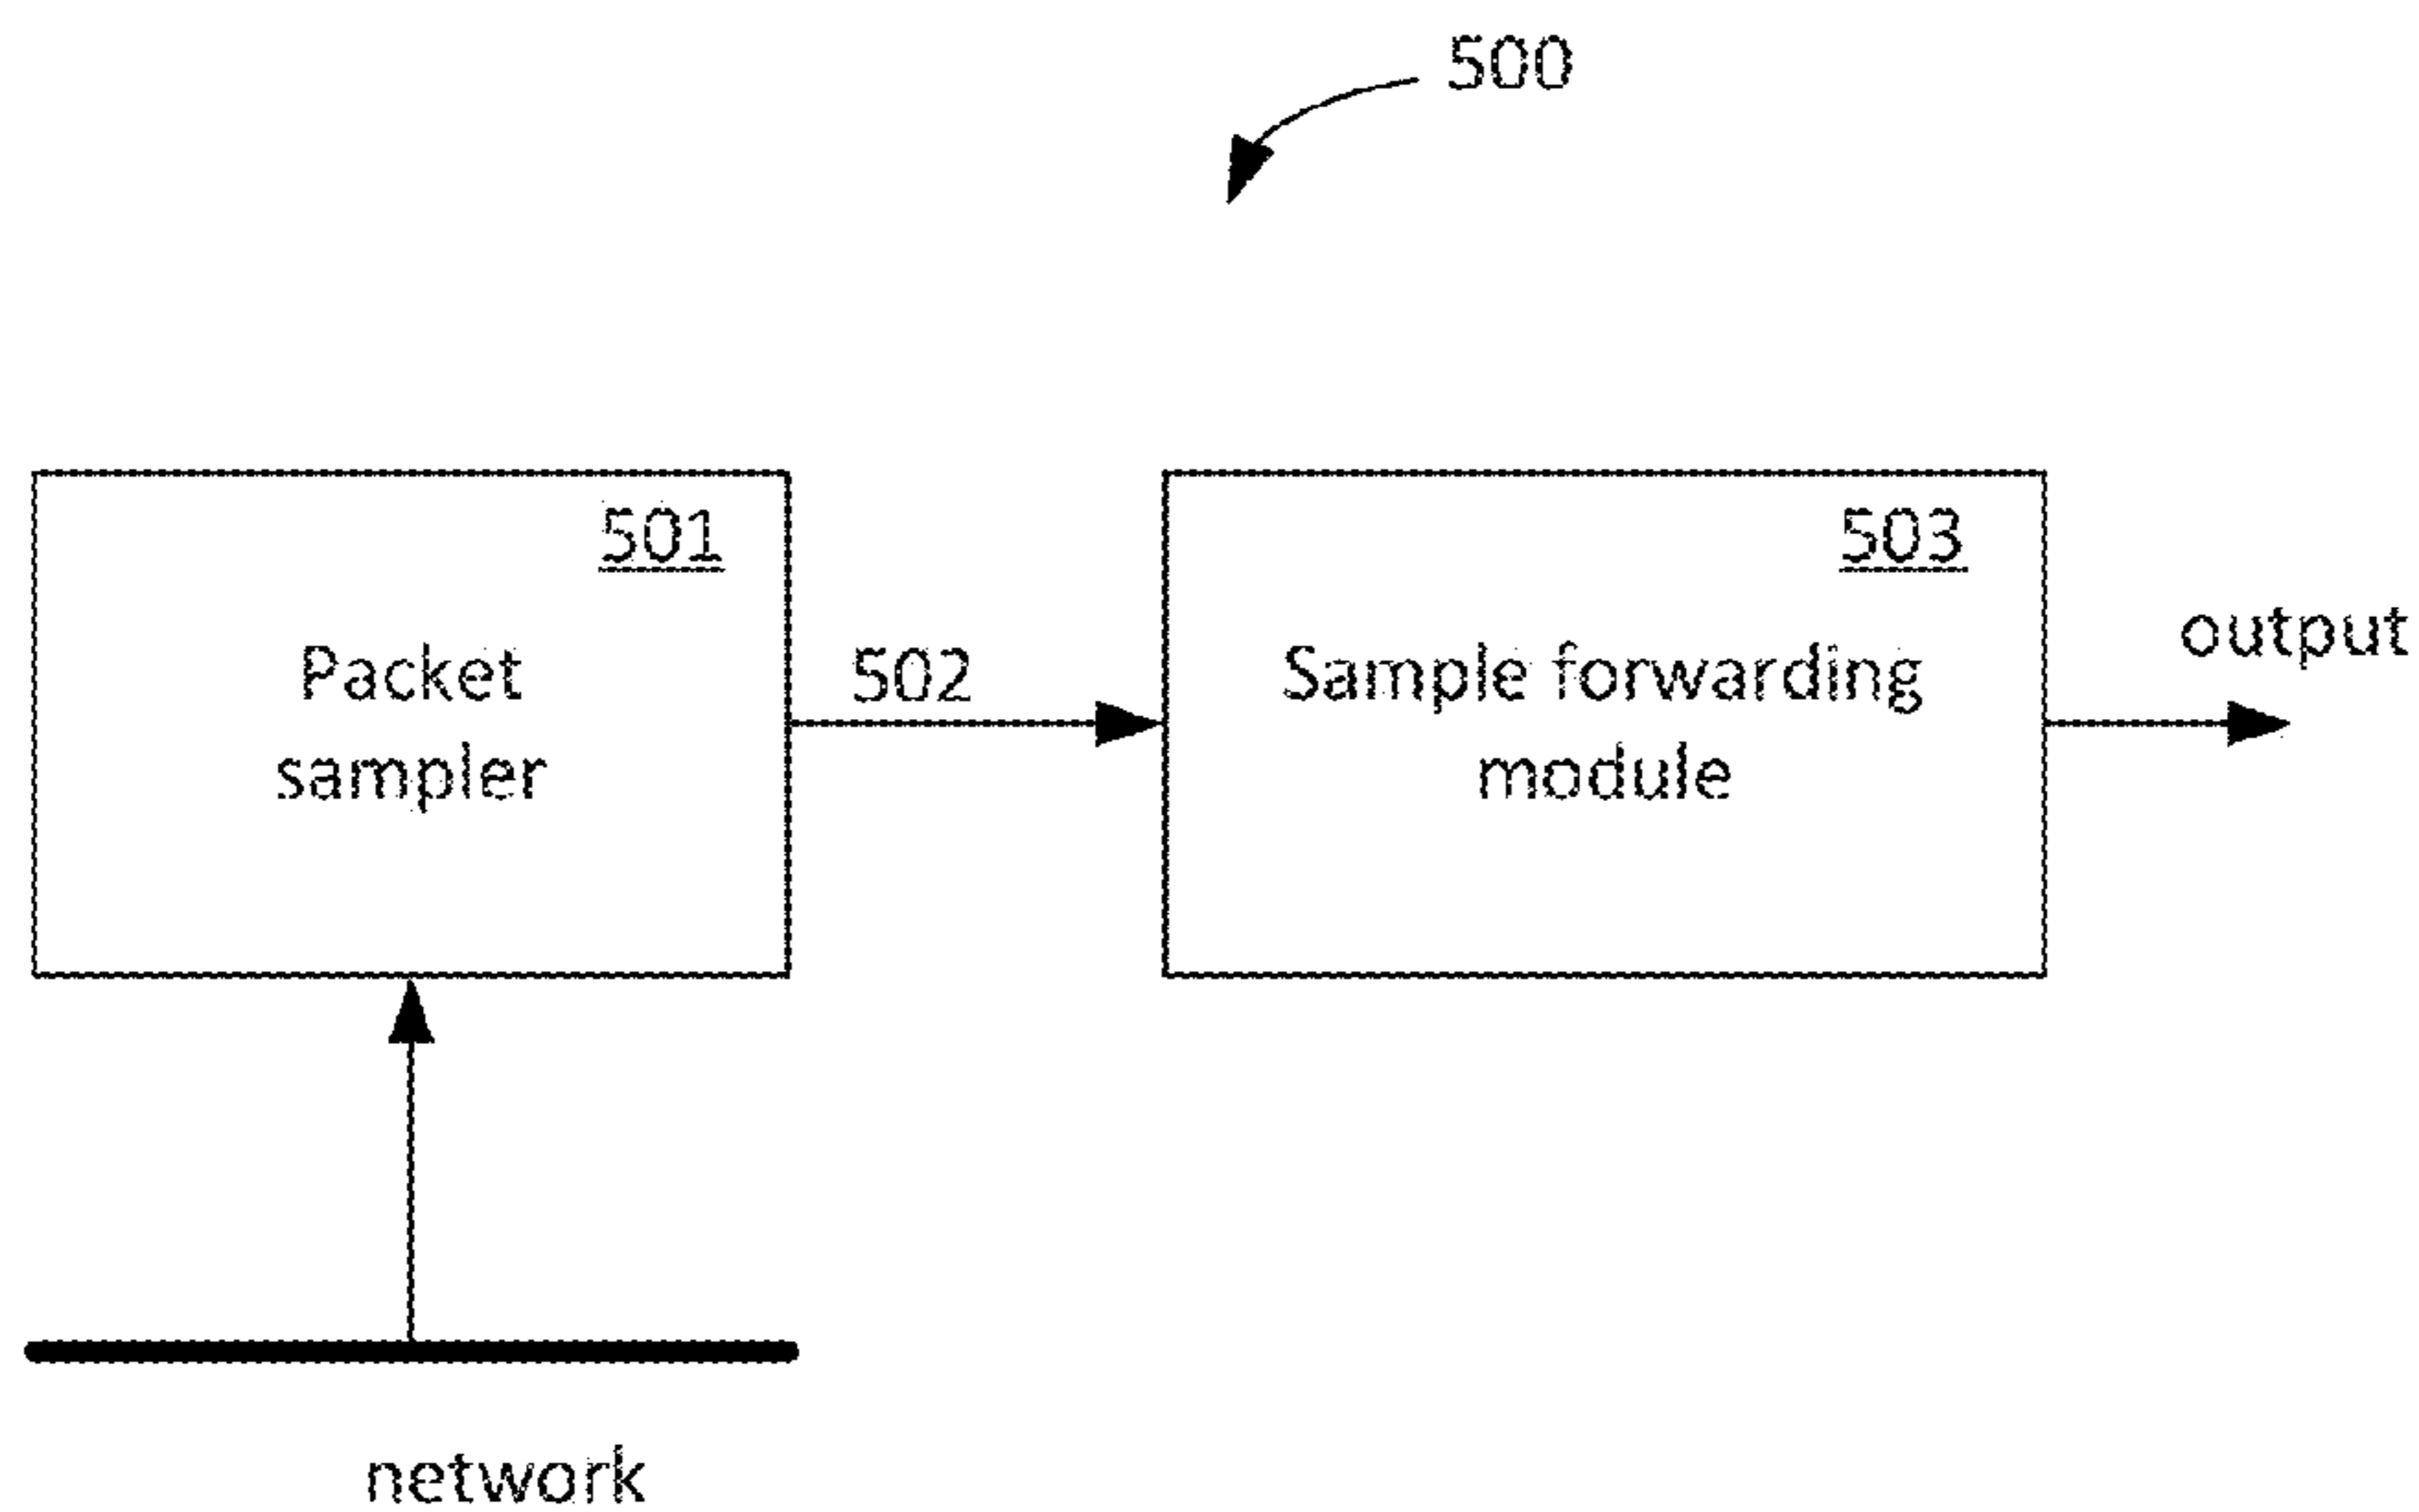 500
501
Packet
sampler
502
503
Sample forwarding
module
output
network